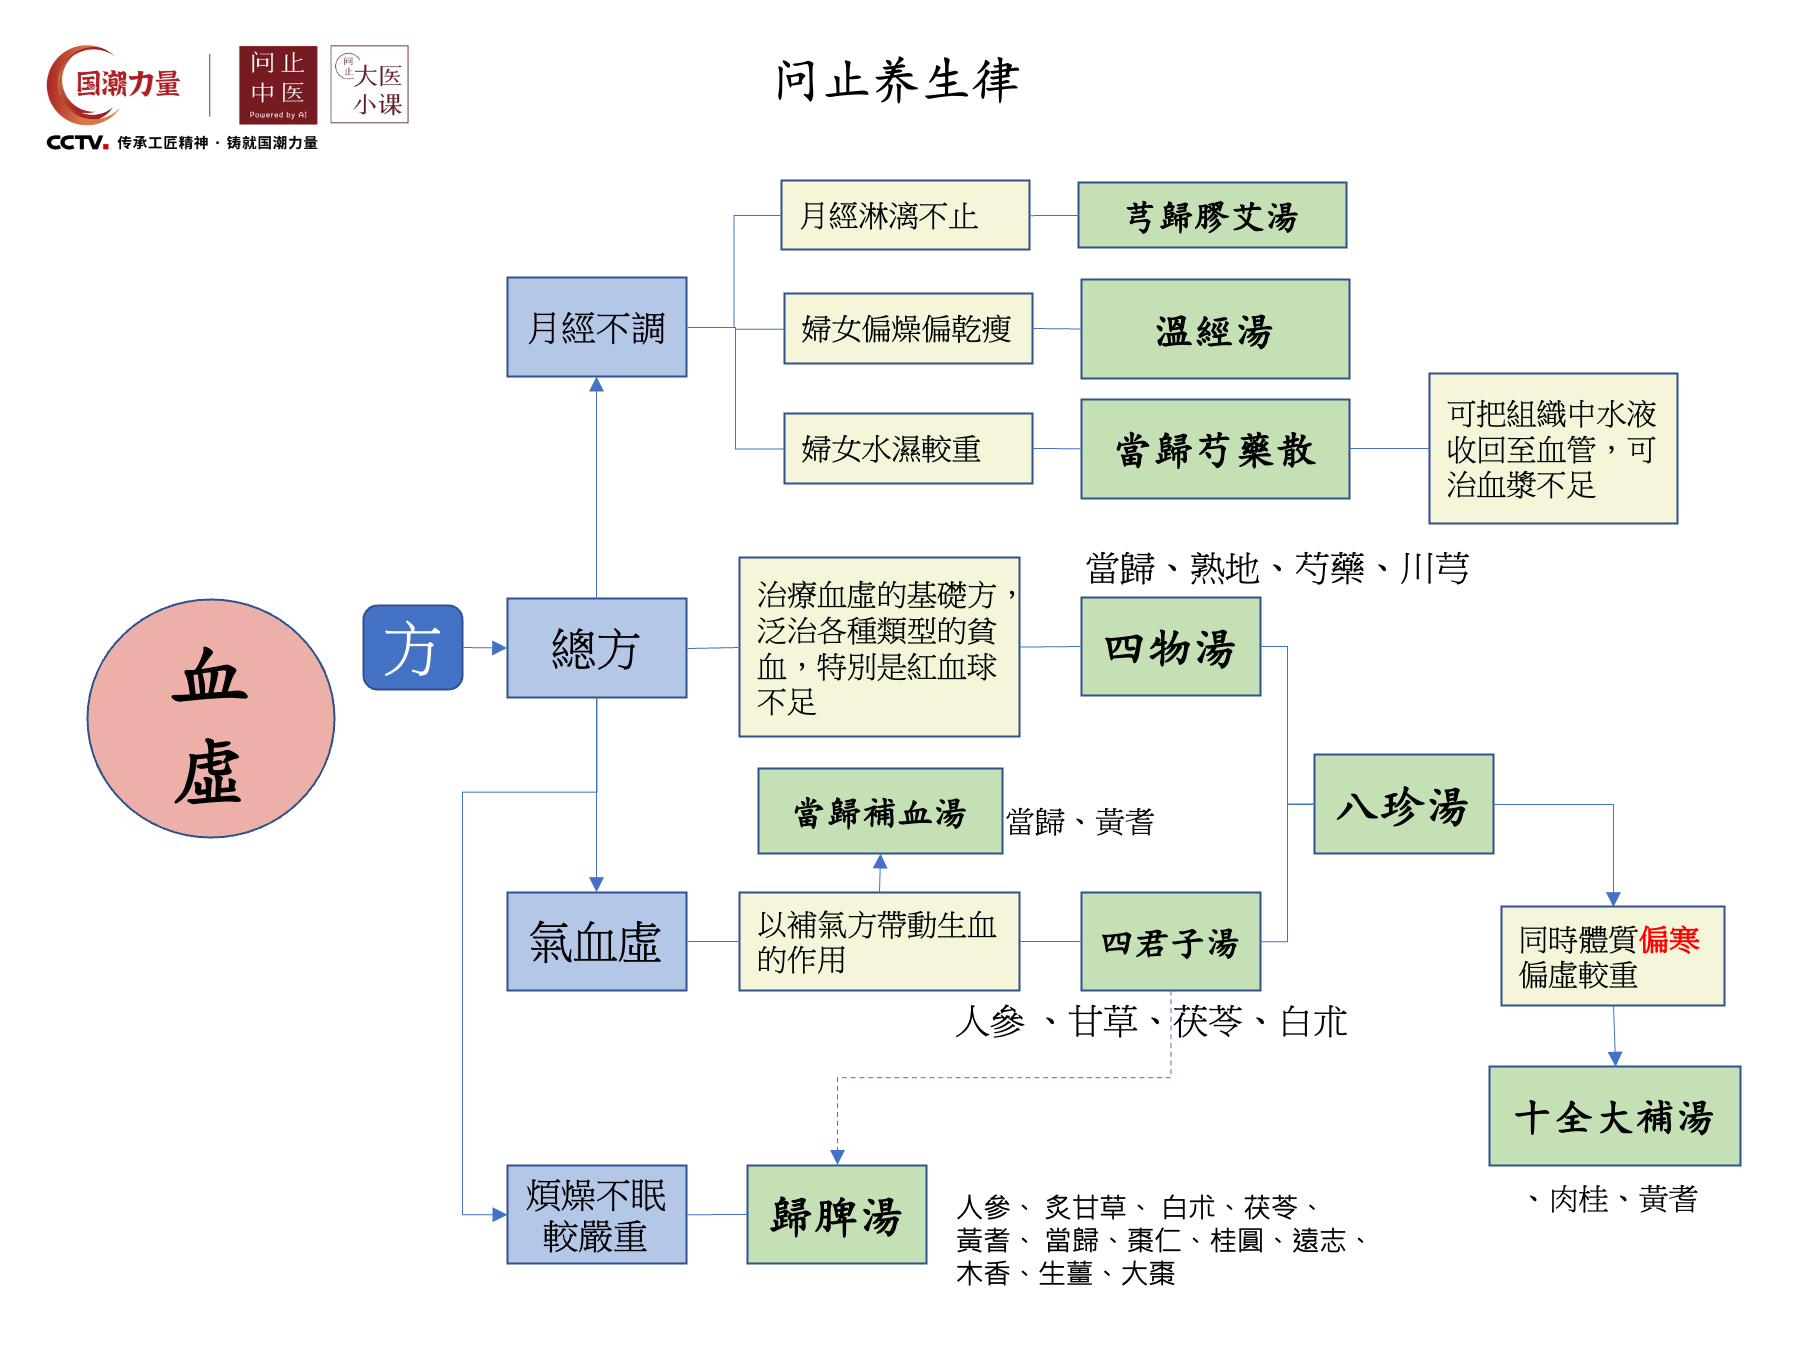 国潮力量
CCTV. 传承工匠精神·铸就国潮力量
问止
中医
Powered by AI
问止
大医
小课
问止养生律
月經淋漓不止
芎歸膠艾湯
月經不調
婦女偏燥偏乾瘦
溫經湯
婦女水濕較重
當歸芍藥散
可把組織中水液
收回至血管，可
治血漿不足
當歸、熟地、芍藥、川芎
血
虛
方
總方
治療血虛的基礎方，
泛治各種類型的貧
血，特別是紅血球
不足
四物湯
當歸補血湯
當歸、黃耆
八珍湯
氣血虛
以補氣方帶動生血
的作用
四君子湯
人參 、甘草、茯苓、白朮
同時體質偏寒
偏虛較重
十全大補湯
、肉桂、黃耆
煩燥不眠
較嚴重
歸脾湯
人參、 炙甘草、 白朮、茯苓、
黃耆、 當歸、棗仁、桂圓、遠志、
木香、生薑、大棗